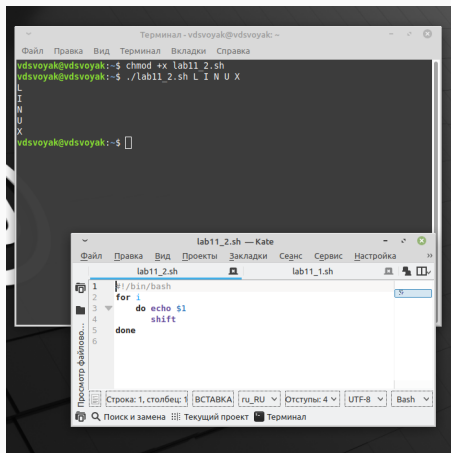 Терминал - vdsvoyak@vdsvoyak: ~
Файл Правка Вид Терминал Вкладки Справка
vdsvoyak@vdsvoyak:~$ chmod +x lab11_2.sh
vdsvoyak@vdsvoyak:~$ ./lab11_2.sh L I N U X
L
I
N
U
X
vdsvoyak@vdsvoyak:~$
lab11_2.sh — Kate
Файл Правка Вид Проекты Закладки Сеанс Сервис Настройка »
lab11_2.sh lab11_1.sh
Просмотр файлово...
1 #!/bin/bash
2 for i
3 do echo $1
4 shift
5 done
6
Строка: 1, столбец: 1 ВСТАВКА ru_RU Отступы: 4 UTF-8 Bash
Поиск и замена Текущий проект Терминал